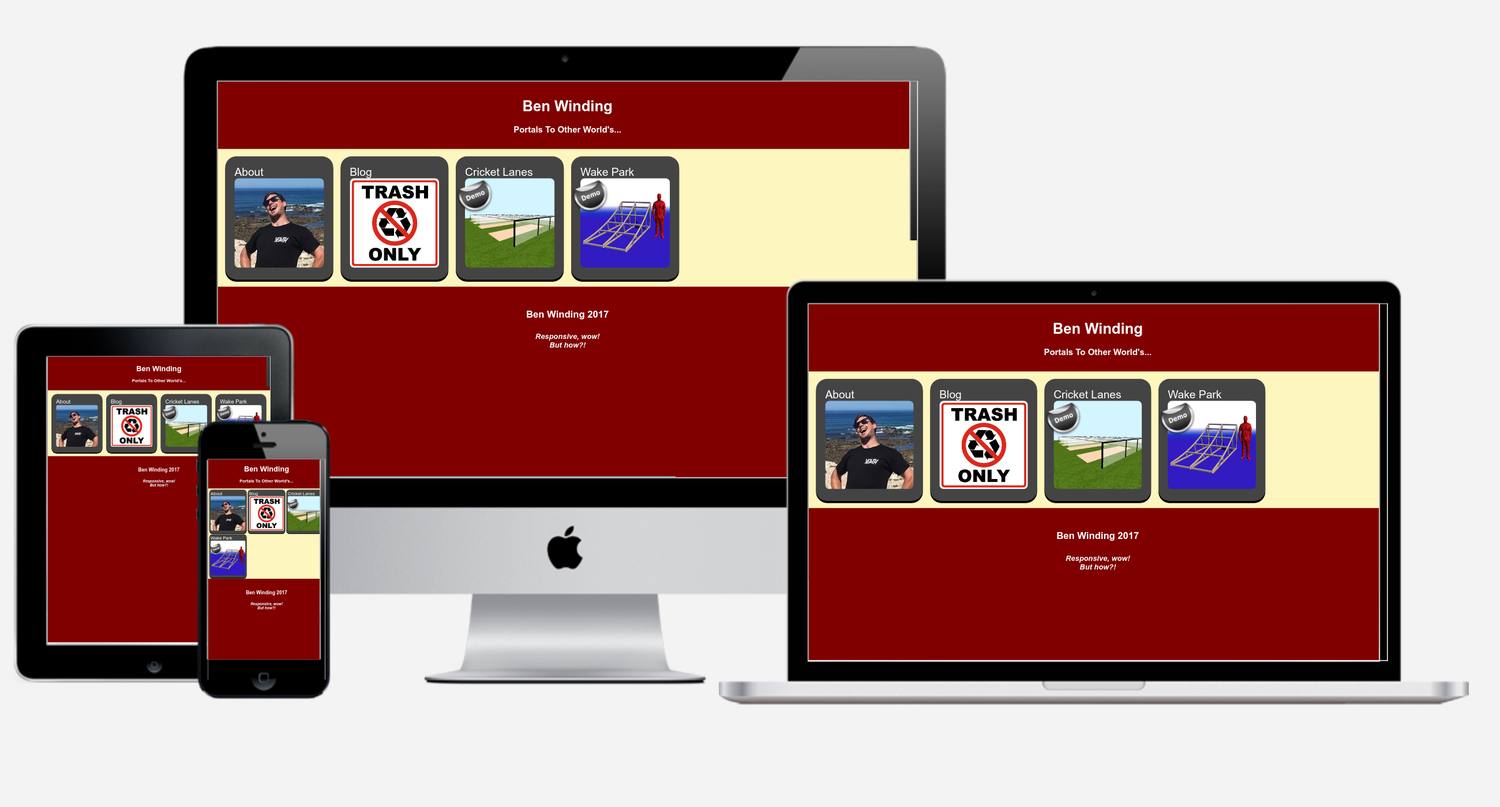 Ben Winding
Portals To Other World's...
About
Blog
Cricket Lanes
Wake Park
TRASH
ONLY
Demo
Demo
Ben Winding 2017
Responsive, wow!
But how?!
Ben Winding
Portals To Other World's...
About
Blog
Cricket Lanes
Wake Park
TRASH
ONLY
Demo
Demo
Ben Winding 2017
Responsive, wow!
But how?!
Ben Winding
Portals To Other World's...
About
Blog
Cricket Lanes
Wake Park
TRASH
ONLY
Ben Winding 2017
Responsive, wow!
But how?!
Ben Winding
Portals To Other World's...
About
Blog
Cricket Lanes
TRASH
ONLY
Wake Park
Ben Winding 2017
Responsive, wow!
But how?!